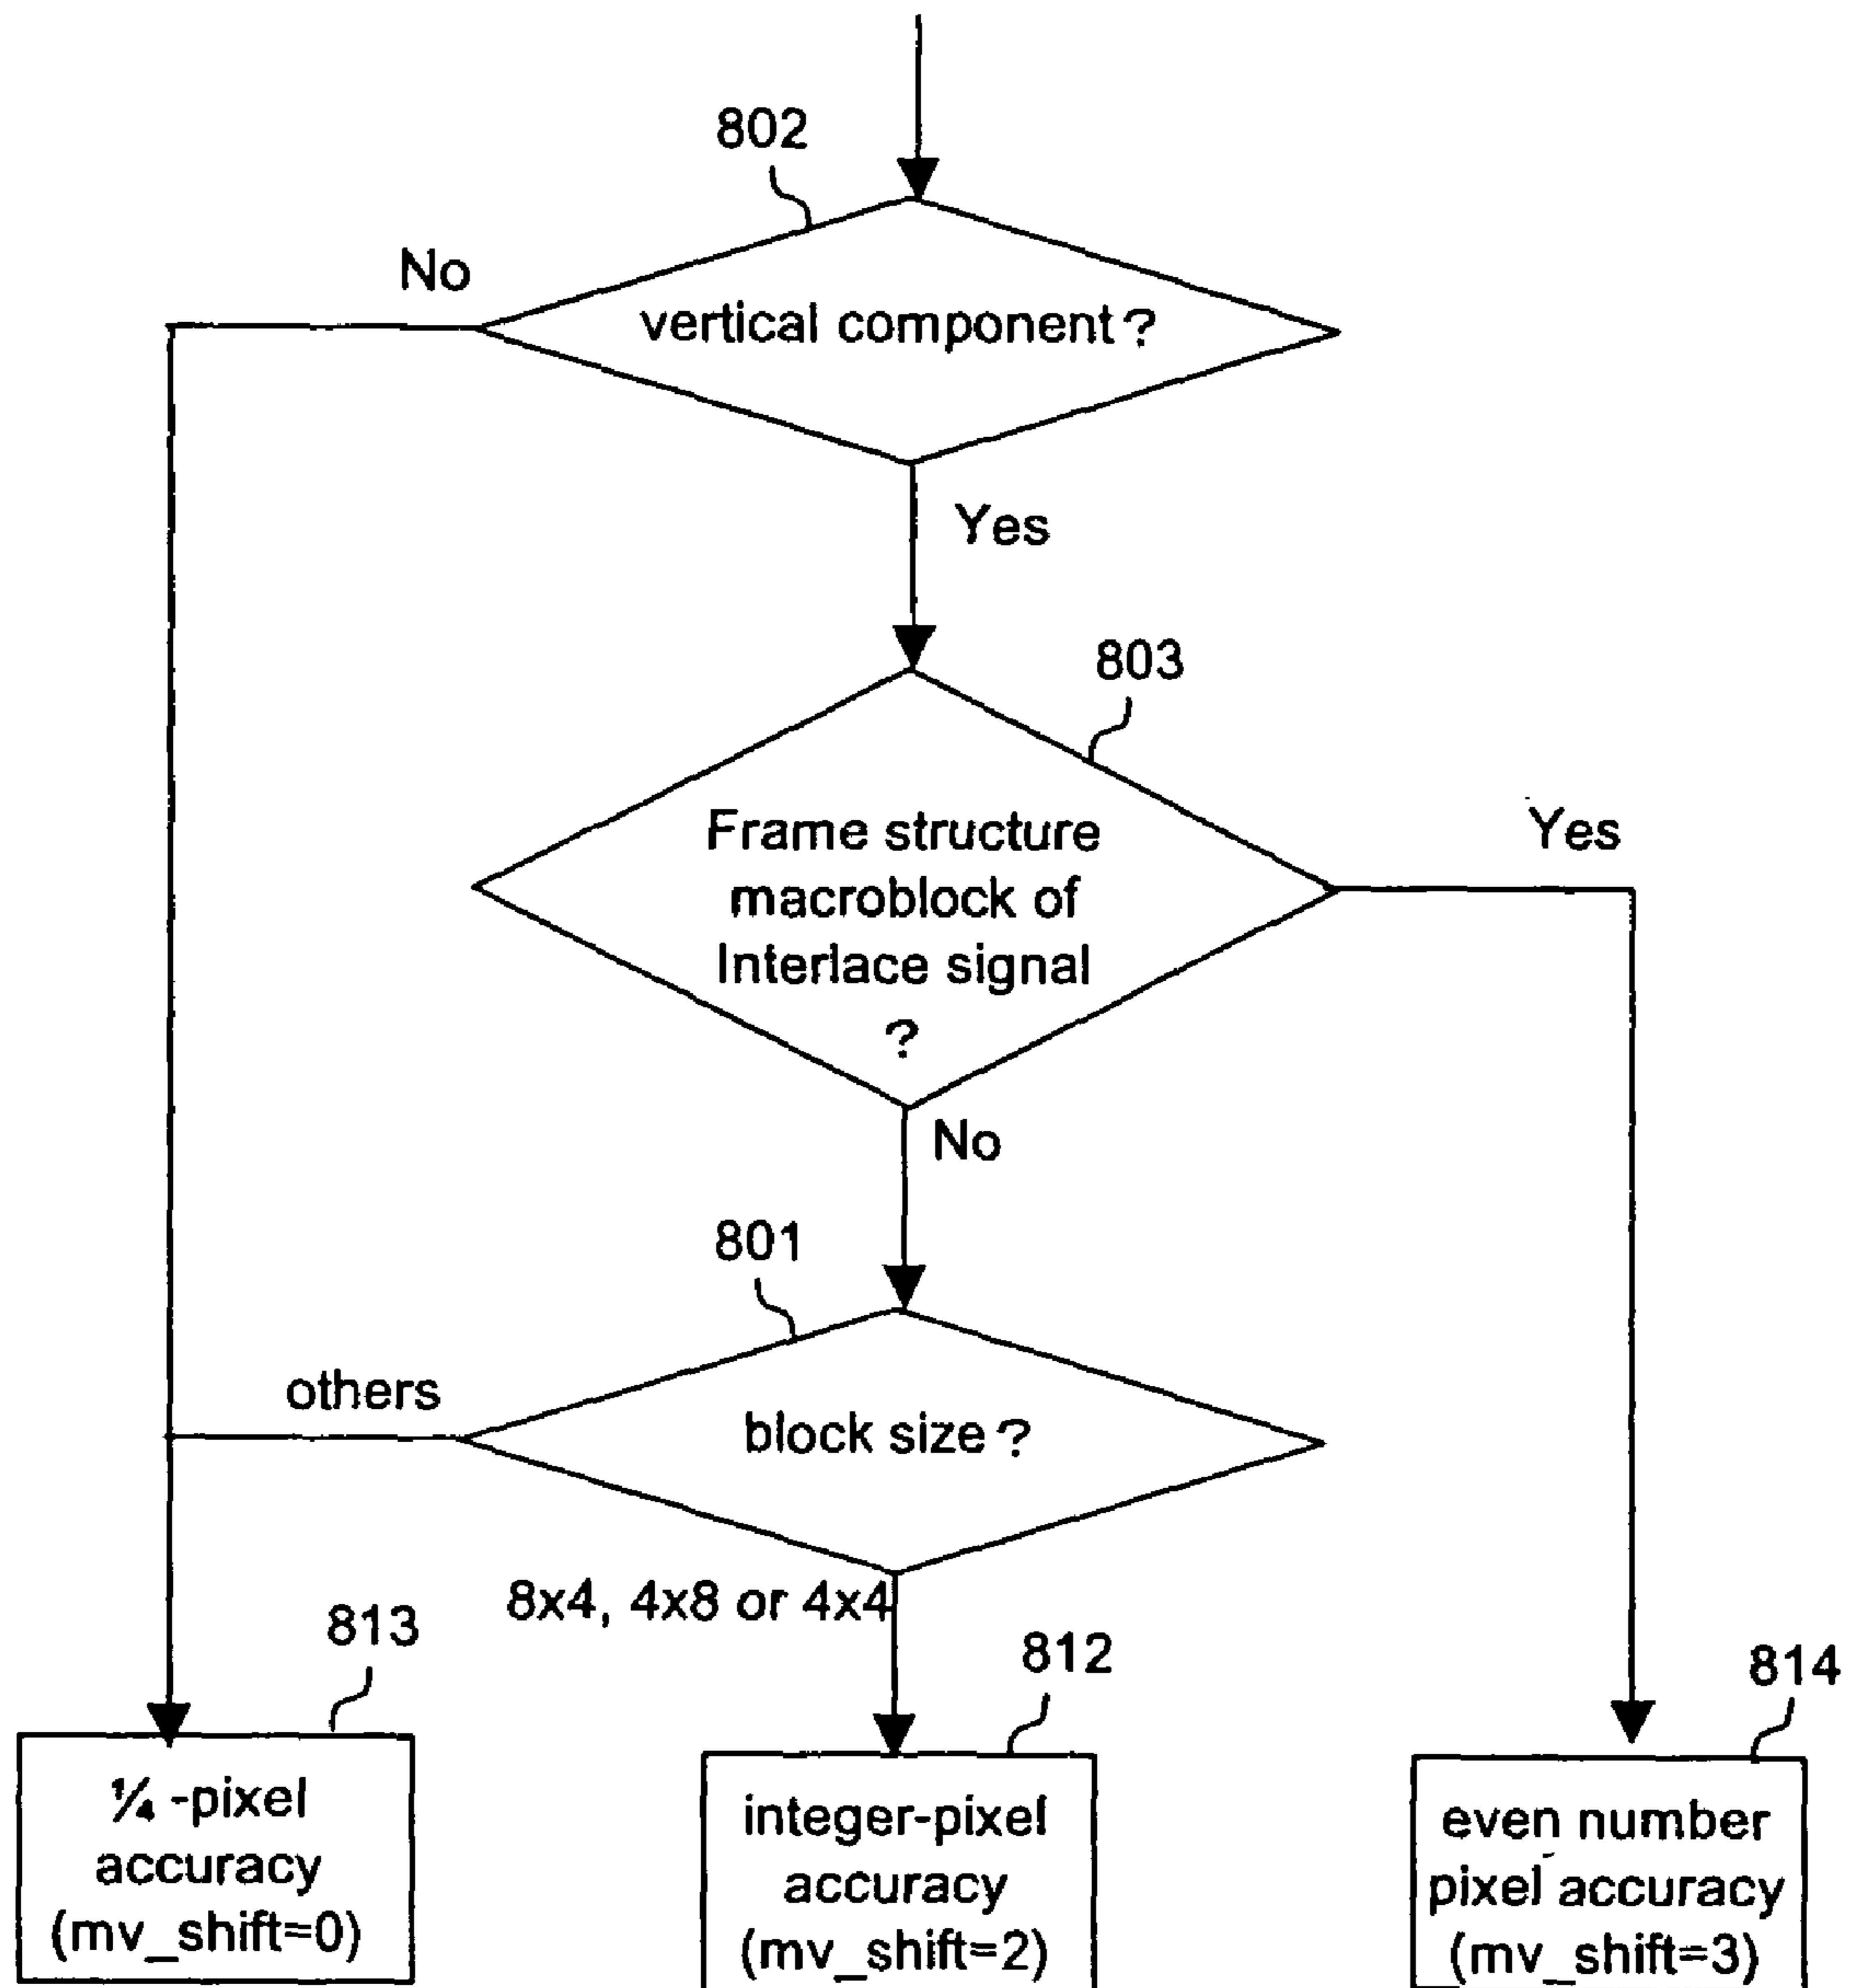 802
No
vertical component ?
Yes
803
Frame structure
macroblock of
Interlace signal
?
Yes
No
801
others
block size ?
8x4, 4x8 or 4x4
813
812
814
¼ -pixel
accuracy
(mv_shift=0)
integer-pixel
accuracy
(mv_shift=2)
even number
pixel accuracy
(mv_shift=3)